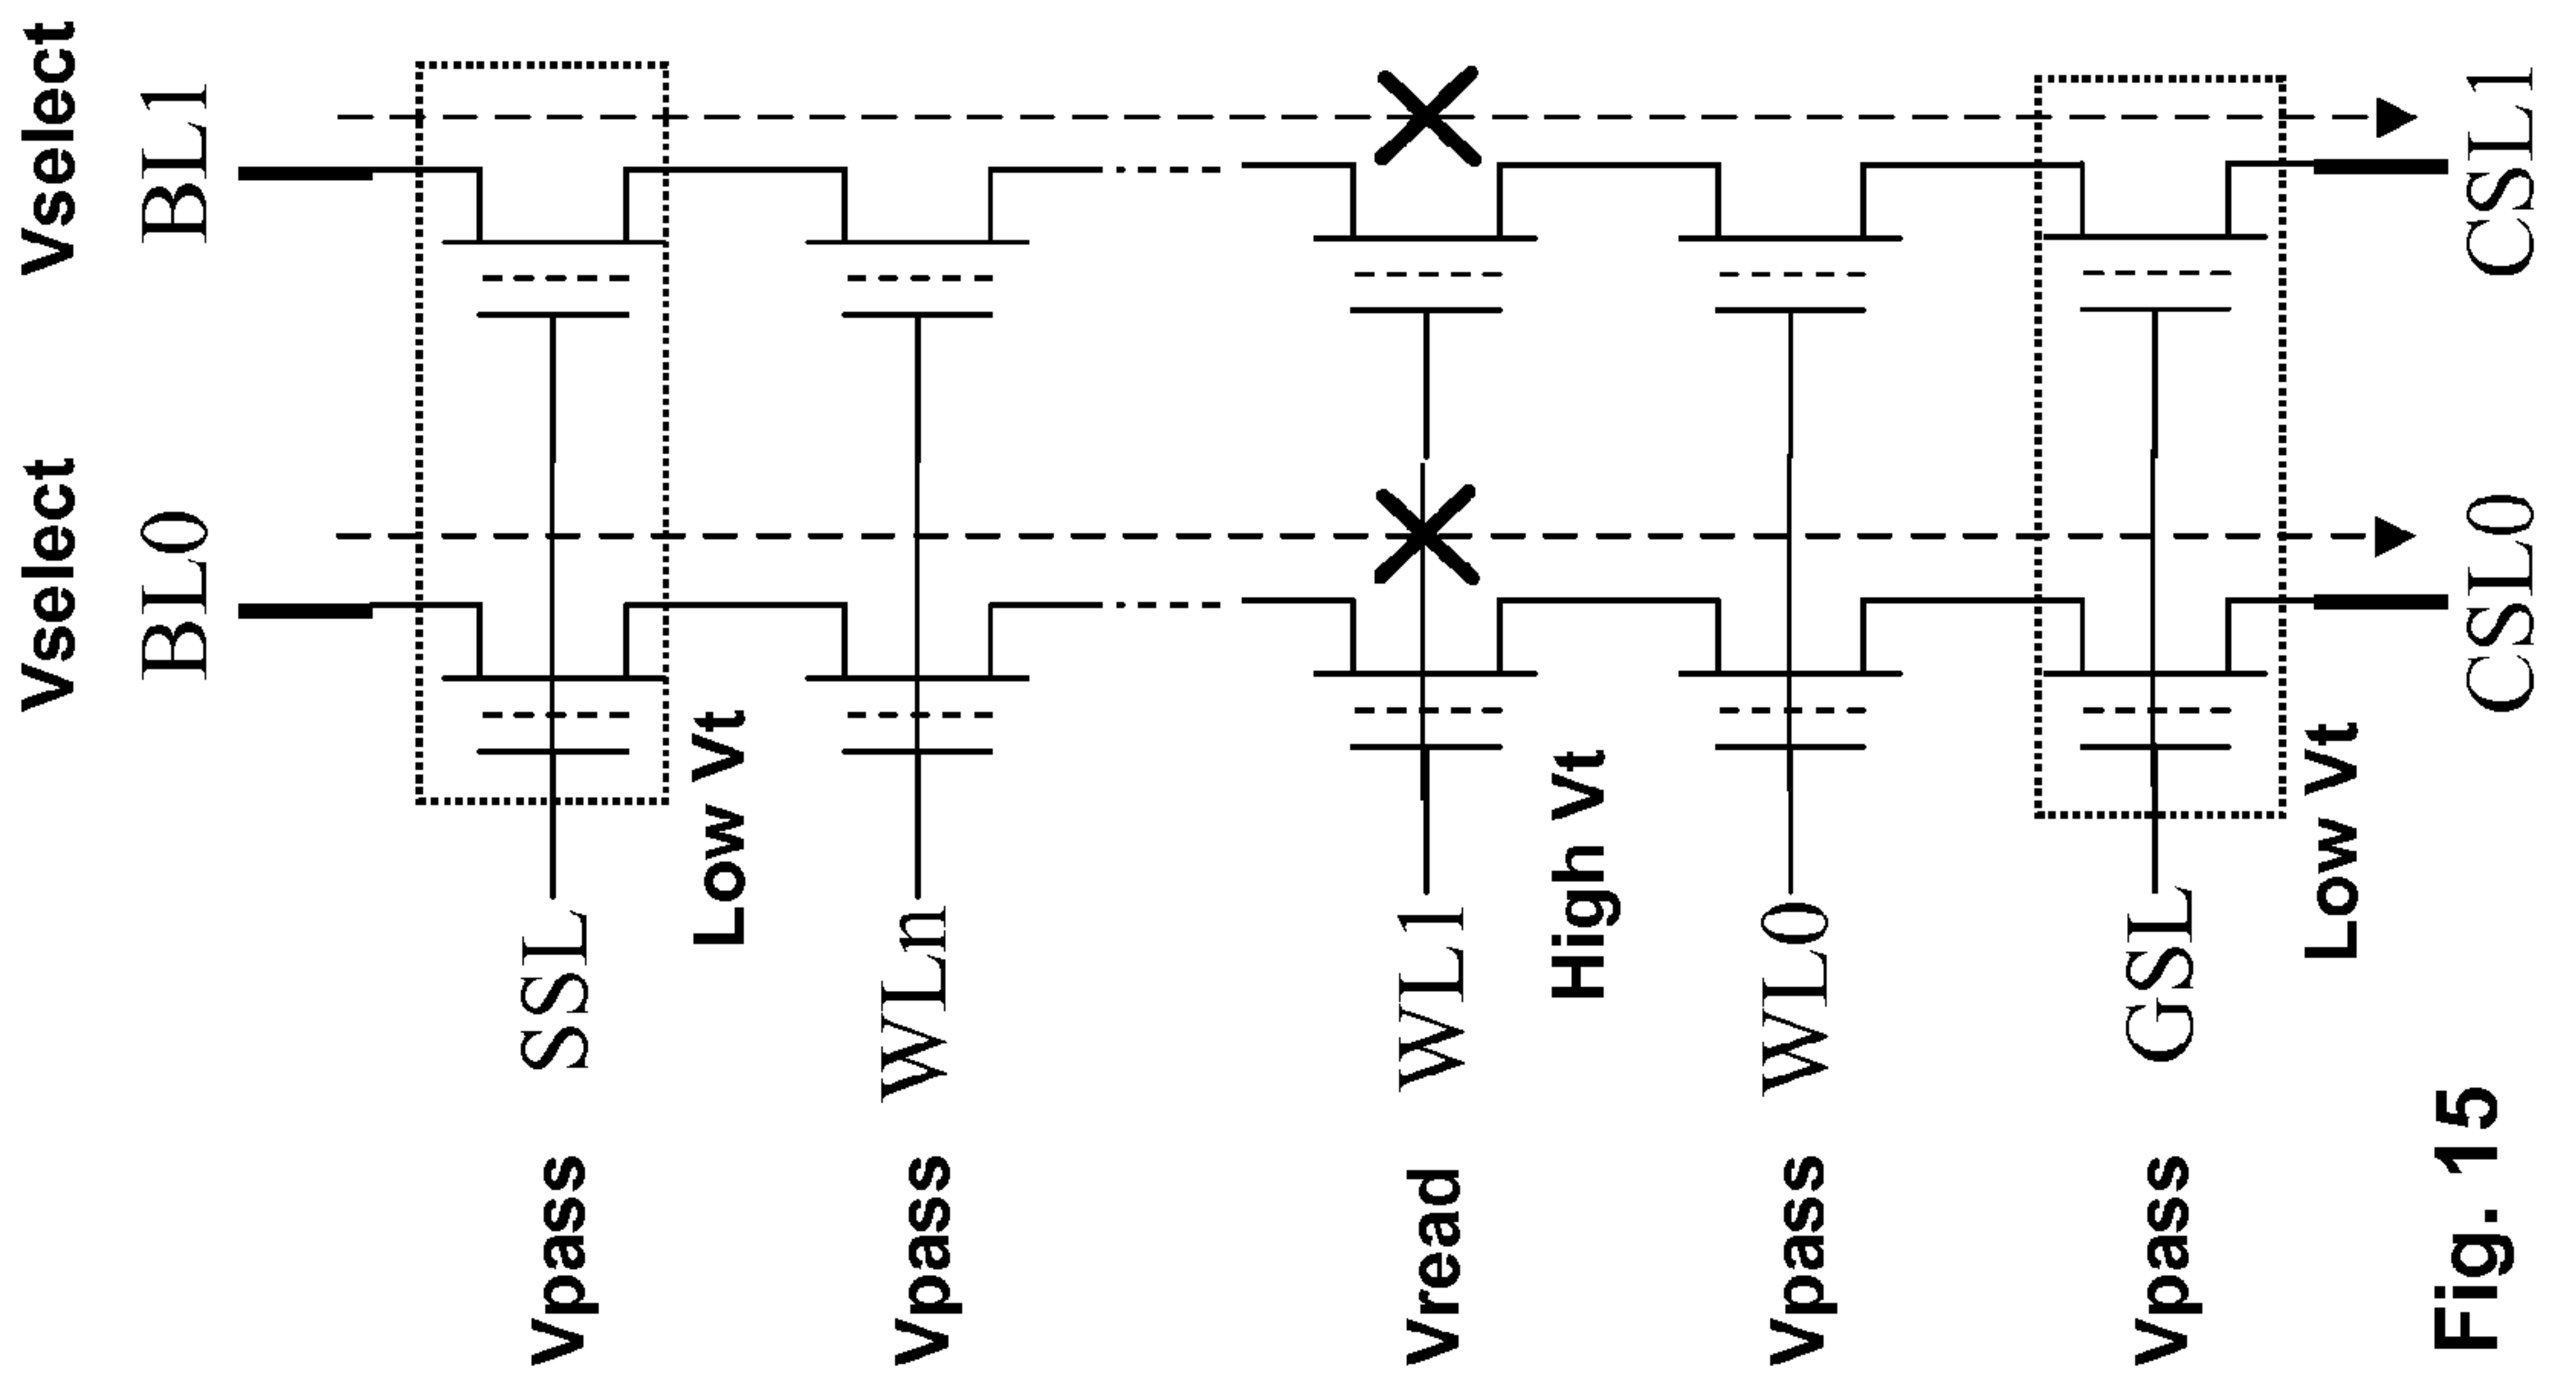 Vselect Vselect
BL0 BL1
Vpass SSL
Low Vt
Vpass WLn
Vread WL1
High Vt
Vpass WL0
Vpass GSL
Low Vt
CSL0 CSL1
Fig. 15